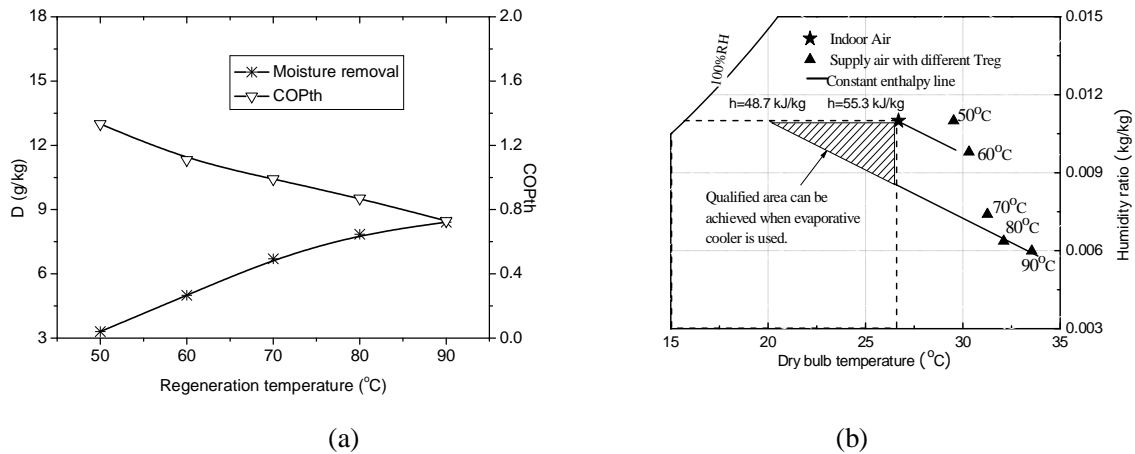 18
15
12
9
6
3
D (g/kg)
Moisture removal
COPth
2.0
1.6
1.2
0.8
0.4
0.0
COPth
50 60 70 80 90
Regeneration temperature (°C)
(a)
100%RH
Indoor Air
Supply air with different Treg
Constant enthalpy line
h=48.7 kJ/kg h=55.3 kJ/kg
50°C
60°C
70°C
80°C
90°C
Qualified area can be
achieved when evaporative
cooler is used.
0.015
0.012
0.009
0.006
0.003
Humidity ratio (kg/kg)
15 20 25 30 35
Dry bulb temperature (°C)
(b)